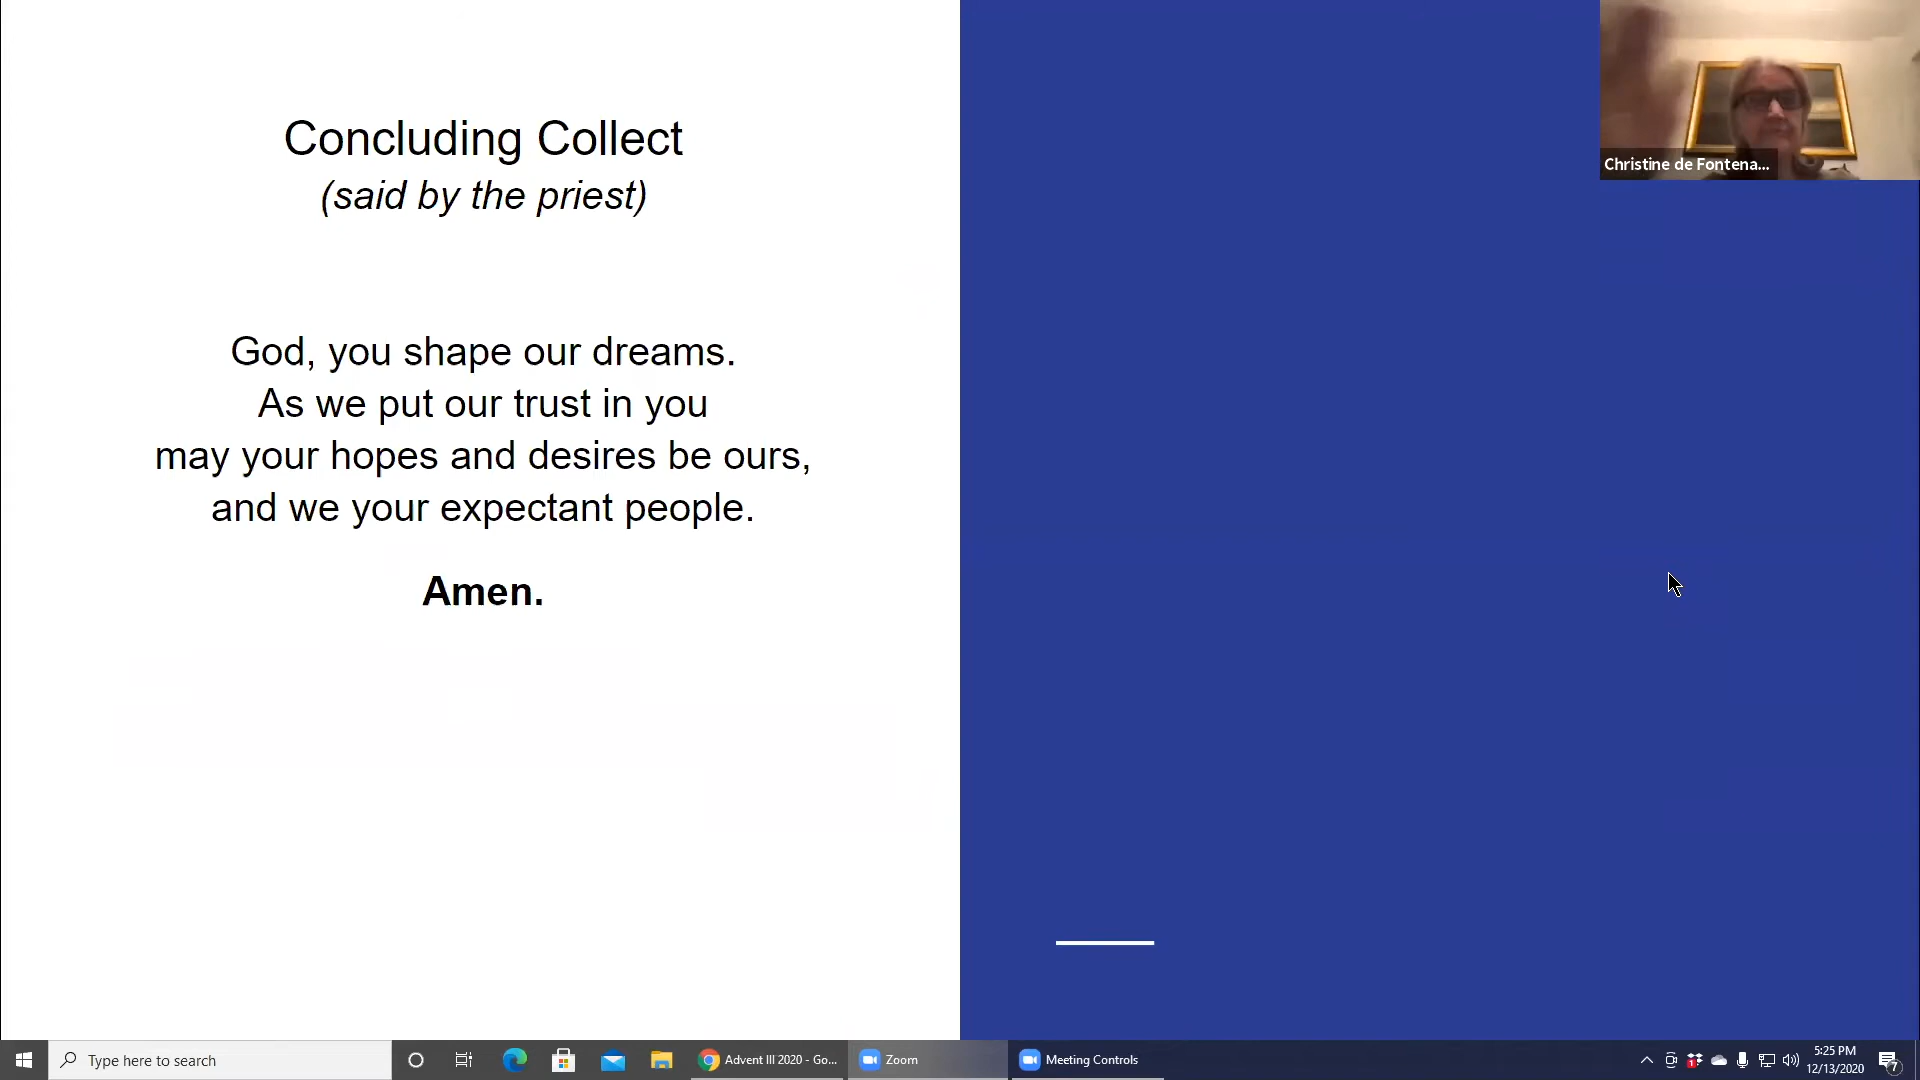 Concluding Collect
(said by the priest)
God, you shape our dreams.
As we put our trust in you
may your hopes and desires be ours,
and we your expectant people.
Amen.
Christine de Fontena...
Type here to search
Advent III 2020 - Go...
Zoom
Meeting Controls
1
5:25 PM
12/13/2020
7